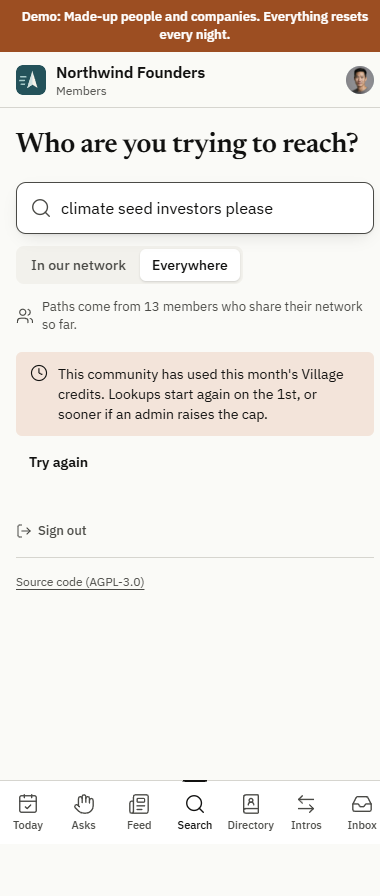 Demo: Made-up people and companies. Everything resets
every night.
Northwind Founders
Members
Who are you trying to reach?
climate seed investors please
In our network
Everywhere
Paths come from 13 members who share their network
so far.
This community has used this month's Village
credits. Lookups start again on the 1st, or
sooner if an admin raises the cap.
Try again
Sign out
Source code (AGPL-3.0)
Today
Asks
Feed
Search
Directory
Intros
Inbox